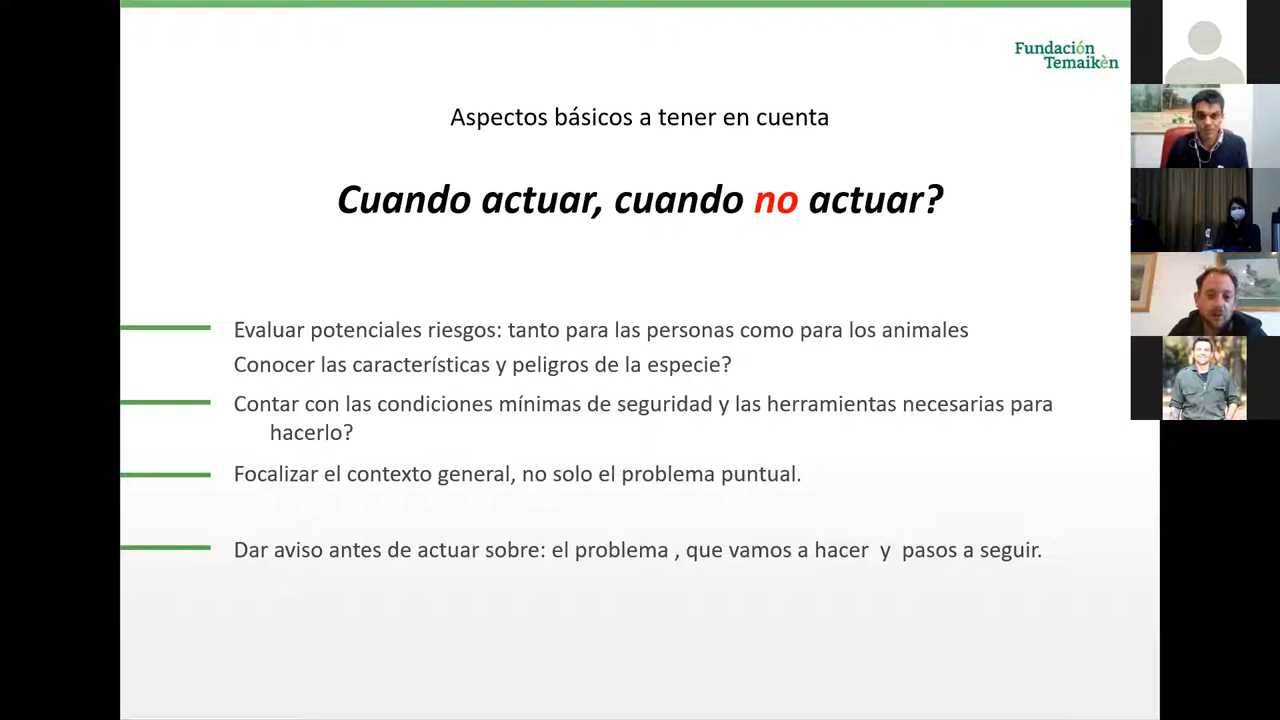 Fundación
Temaikèn
Aspectos básicos a tener en cuenta
Cuando actuar, cuando no actuar?
Evaluar potenciales riesgos: tanto para las personas como para los animales
Conocer las características y peligros de la especie?
Contar con las condiciones mínimas de seguridad y las herramientas necesarias para
hacerlo?
Focalizar el contexto general, no solo el problema puntual.
Dar aviso antes de actuar sobre: el problema , que vamos a hacer y pasos a seguir.